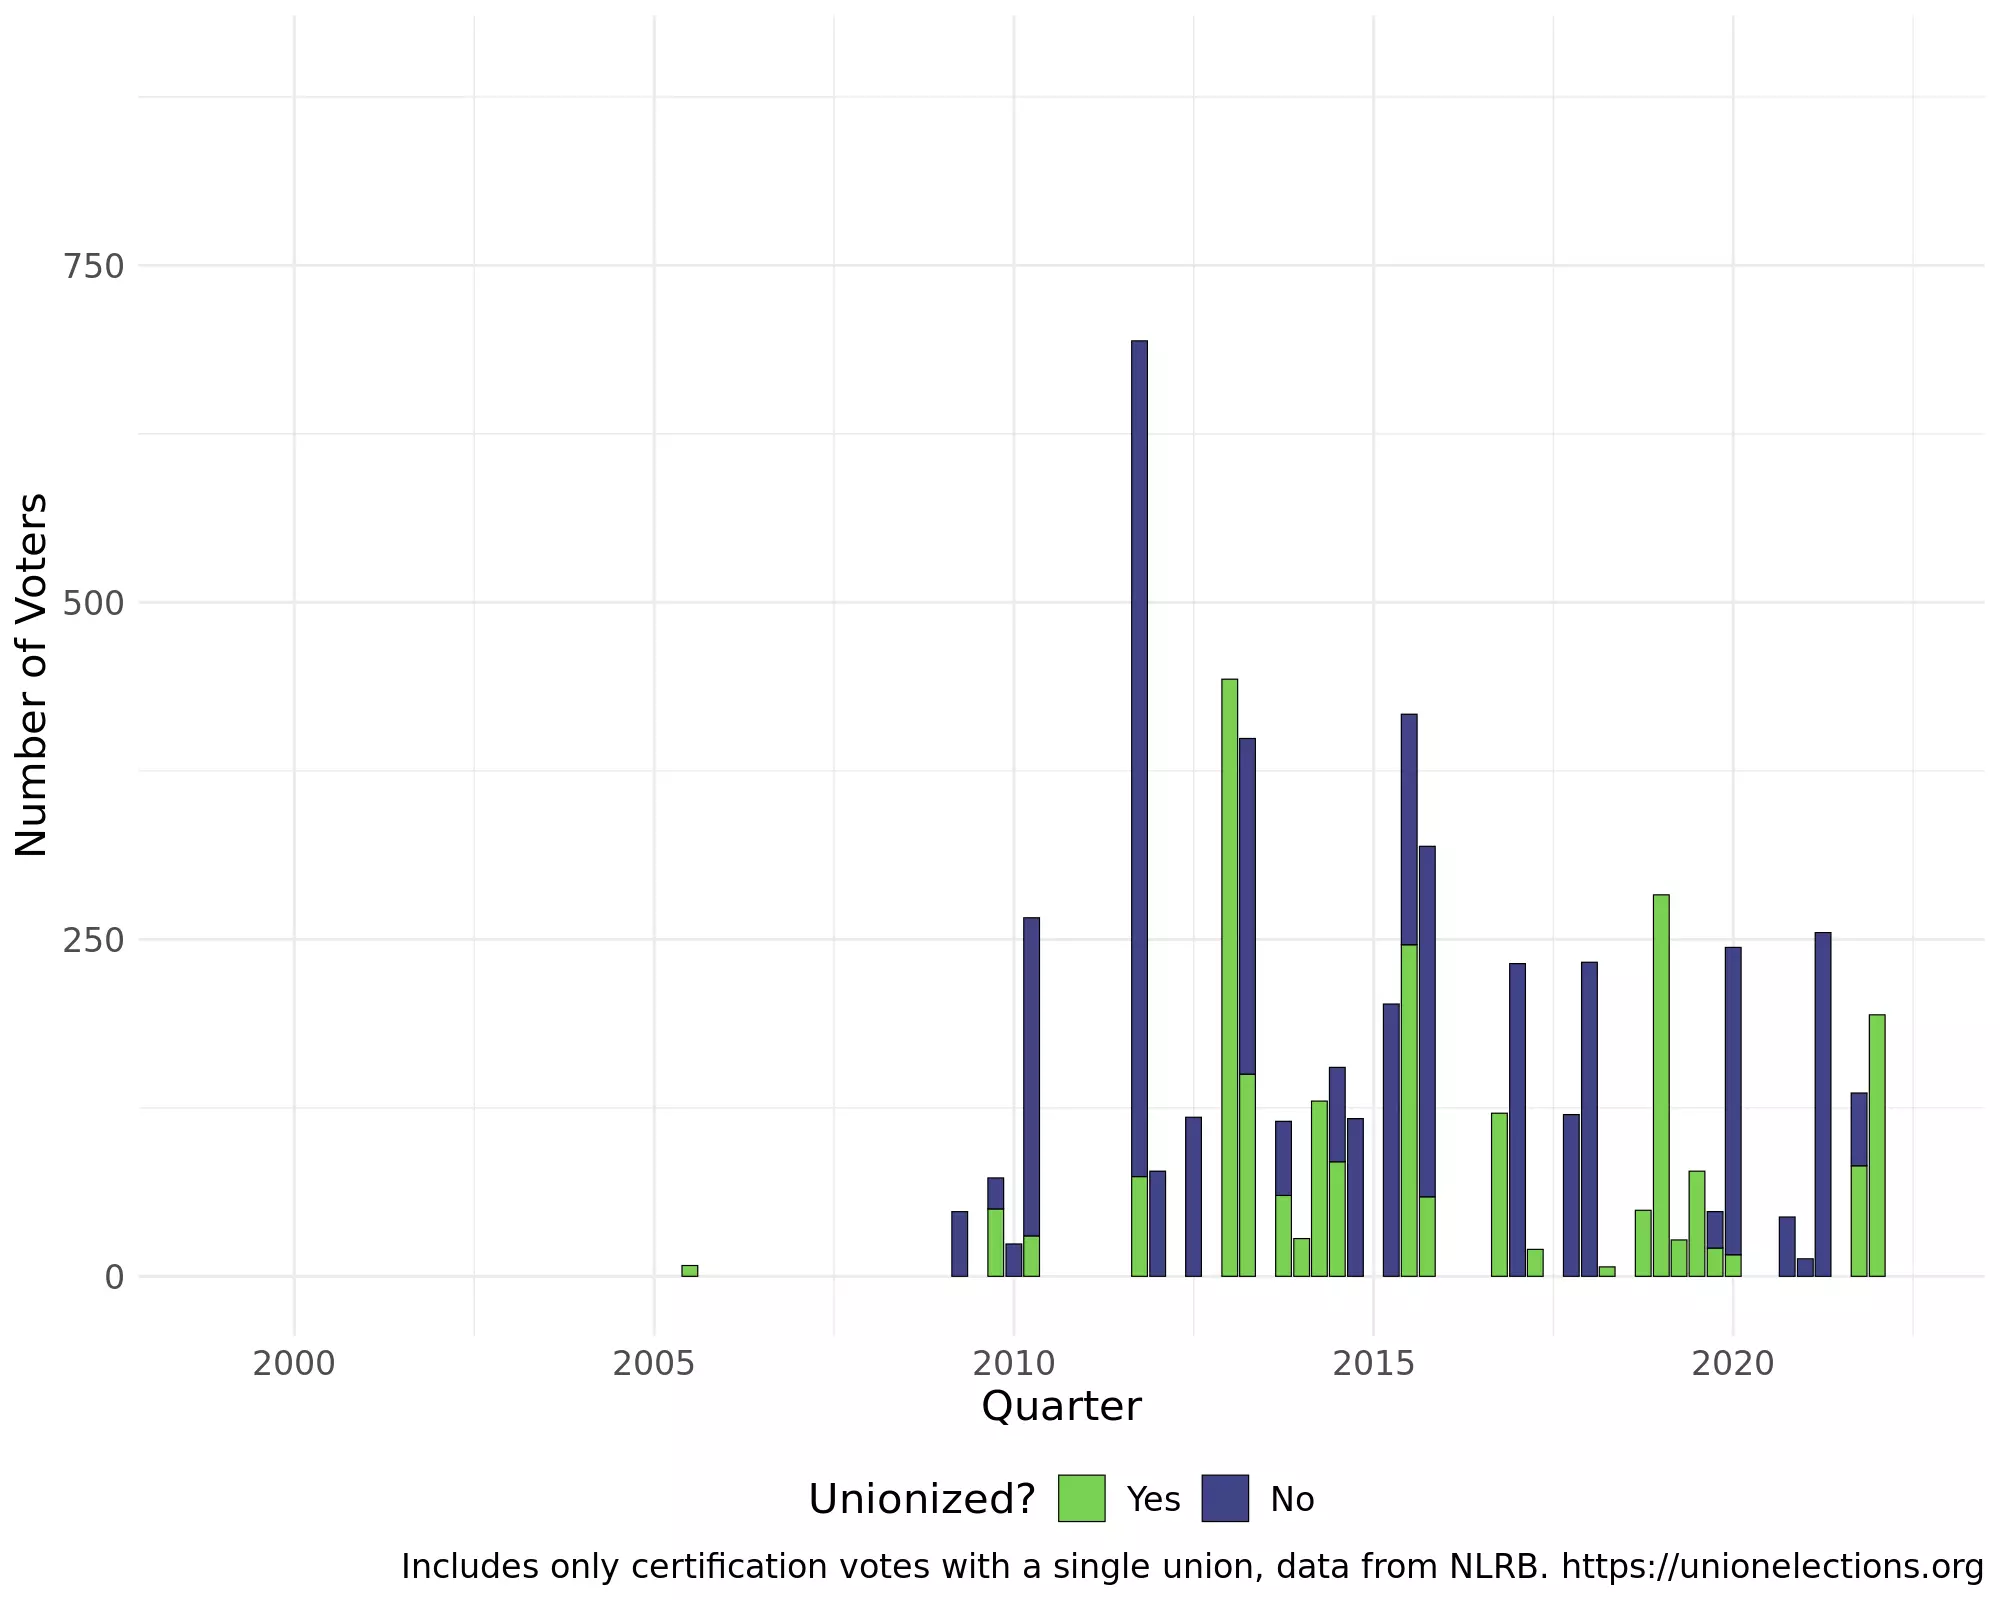 Number of Voters
750
500
250
0
2000 2005 2010 2015 2020
Quarter
Unionized? Yes No
Includes only certification votes with a single union, data from NLRB. https://unionelections.org